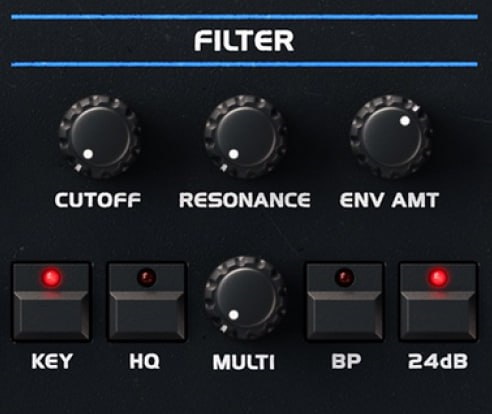 FILTER
CUTOFF RESONANCE ENV AMT
KEY HQ MULTI BP 24dB